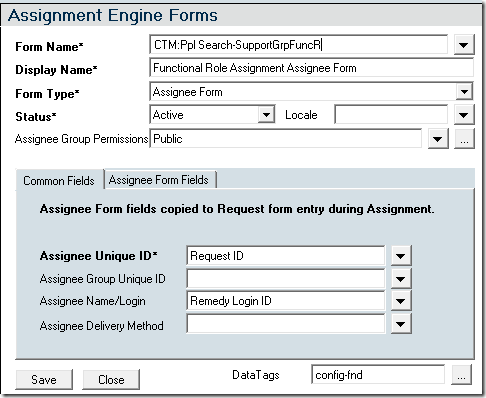 Assignment Engine Forms
Form Name* CTM:Ppl Search-SupportGrpFuncR
Display Name* Functional Role Assignment Assignee Form
Form Type* Assignee Form
Status* Active Locale
Assignee Group Permissions Public ...
Common Fields Assignee Form Fields
Assignee Form fields copied to Request form entry during Assignment.
Assignee Unique ID* Request ID
Assignee Group Unique ID
Assignee Name/Login Remedy Login ID
Assignee Delivery Method
Save Close DataTags config-fnd ...